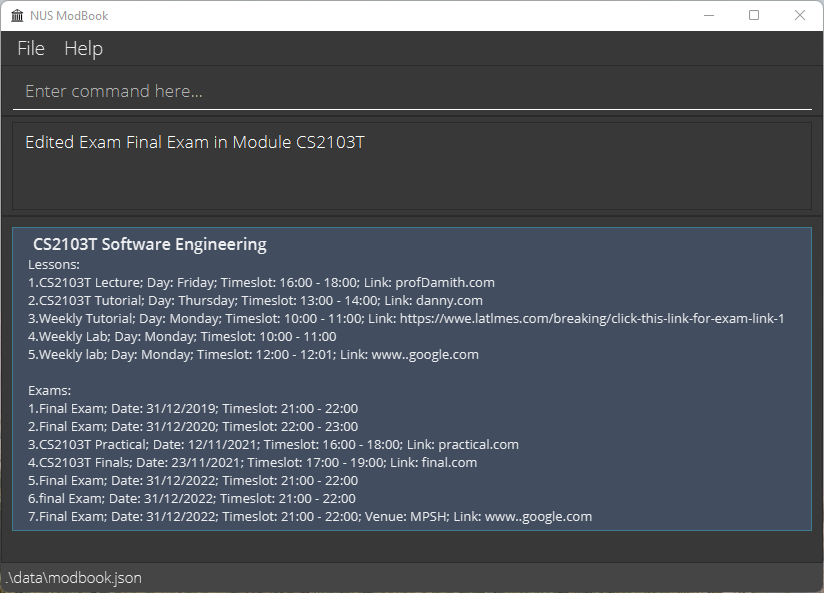 NUS ModBook
File Help
Enter command here...
Edited Exam Final Exam in Module CS2103T
CS2103T Software Engineering
Lessons:
1.CS2103T Lecture; Day: Friday; Timeslot: 16:00 - 18:00; Link: profDamith.com
2.CS2103T Tutorial; Day: Thursday; Timeslot: 13:00 - 14:00; Link: danny.com
3.Weekly Tutorial; Day: Monday; Timeslot: 10:00 - 11:00; Link: https://wwe.latlmes.com/breaking/click-this-link-for-exam-link-1
4.Weekly Lab; Day: Monday; Timeslot: 10:00 - 11:00
5.Weekly lab; Day: Monday; Timeslot: 12:00 - 12:01; Link: www..google.com
Exams:
1.Final Exam; Date: 31/12/2019; Timeslot: 21:00 - 22:00
2.Final Exam; Date: 31/12/2020; Timeslot: 22:00 - 23:00
3.CS2103T Practical; Date: 12/11/2021; Timeslot: 16:00 - 18:00; Link: practical.com
4.CS2103T Finals; Date: 23/11/2021; Timeslot: 17:00 - 19:00; Link: final.com
5.Final Exam; Date: 31/12/2022; Timeslot: 21:00 - 22:00
6.final Exam; Date: 31/12/2022; Timeslot: 21:00 - 22:00
7.Final Exam; Date: 31/12/2022; Timeslot: 21:00 - 22:00; Venue: MPSH; Link: www..google.com
.\data\modbook.json